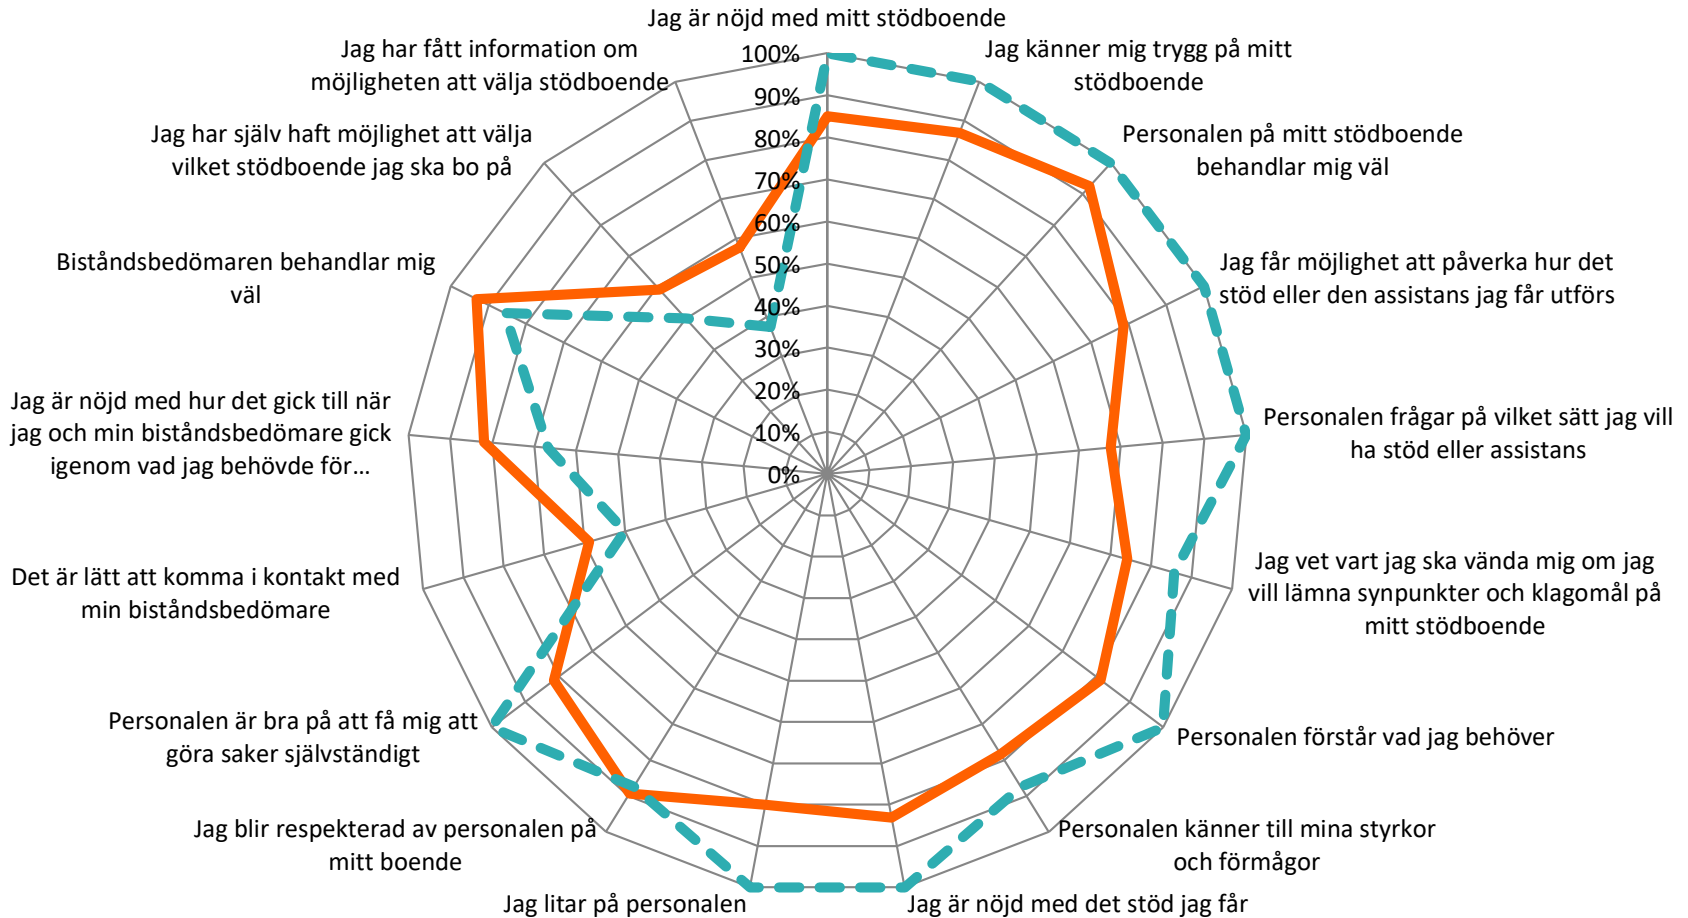 Jag är nöjd med mitt stödboende
Jag känner mig trygg på mitt
stödboende
Personalen på mitt stödboende
behandlar mig väl
Jag får möjlighet att påverka hur det
stöd eller den assistans jag får utförs
Personalen frågar på vilket sätt jag vill
ha stöd eller assistans
Jag vet vart jag ska vända mig om jag
vill lämna synpunkter och klagomål på
mitt stödboende
Personalen förstår vad jag behöver
Personalen känner till mina styrkor
och förmågor
Jag är nöjd med det stöd jag får
Jag litar på personalen
Jag blir respekterad av personalen på
mitt boende
Personalen är bra på att få mig att
göra saker självständigt
Det är lätt att komma i kontakt med
min biståndsbedömare
Jag är nöjd med hur det gick till när
jag och min biståndsbedömare gick
igenom vad jag behövde för...
Biståndsbedömaren behandlar mig
väl
Jag har själv haft möjlighet att välja
vilket stödboende jag ska bo på
Jag har fått information om
möjligheten att välja stödboende
100%
90%
80%
70%
60%
50%
40%
30%
20%
10%
0%